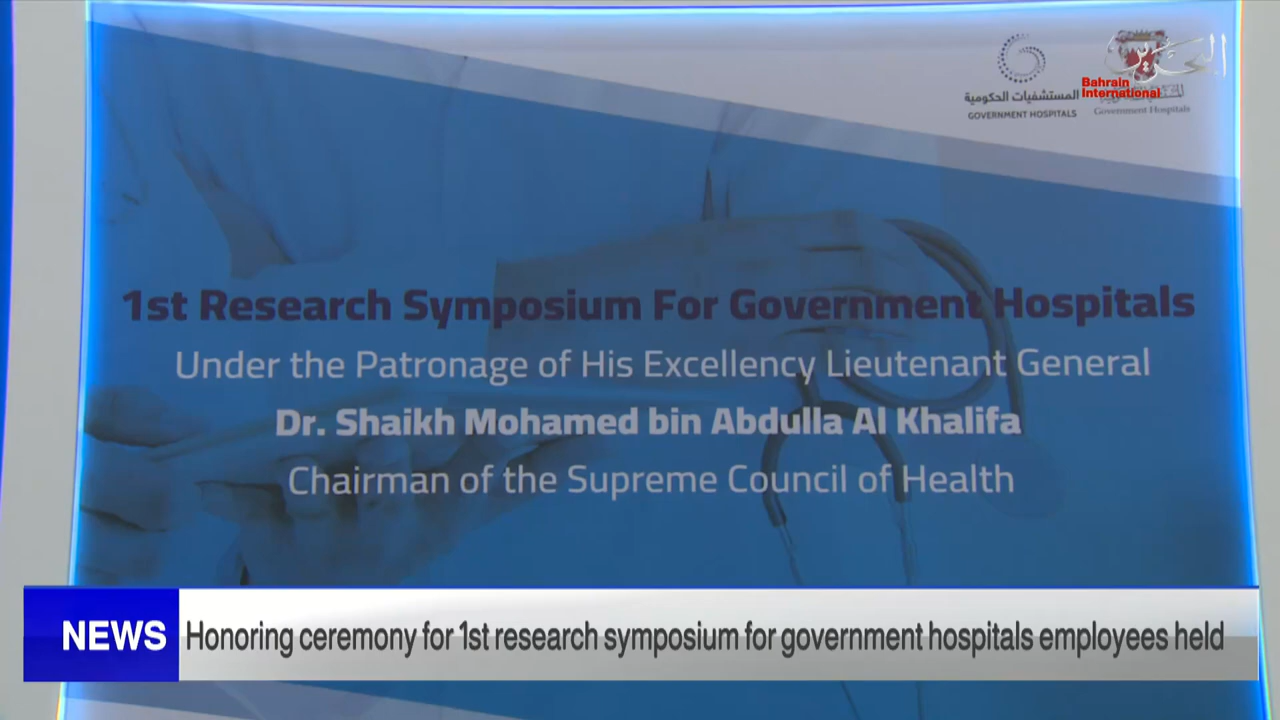 البحرين
Bahrain
International
المستشفيات الحكومية
GOVERNMENT HOSPITALS
Government Hospitals
1st Research Symposium For Government Hospitals
Under the Patronage of His Excellency Lieutenant General
Dr. Shaikh Mohamed bin Abdulla Al Khalifa
Chairman of the Supreme Council of Health
NEWS
Honoring ceremony for 1st research symposium for government hospitals employees held